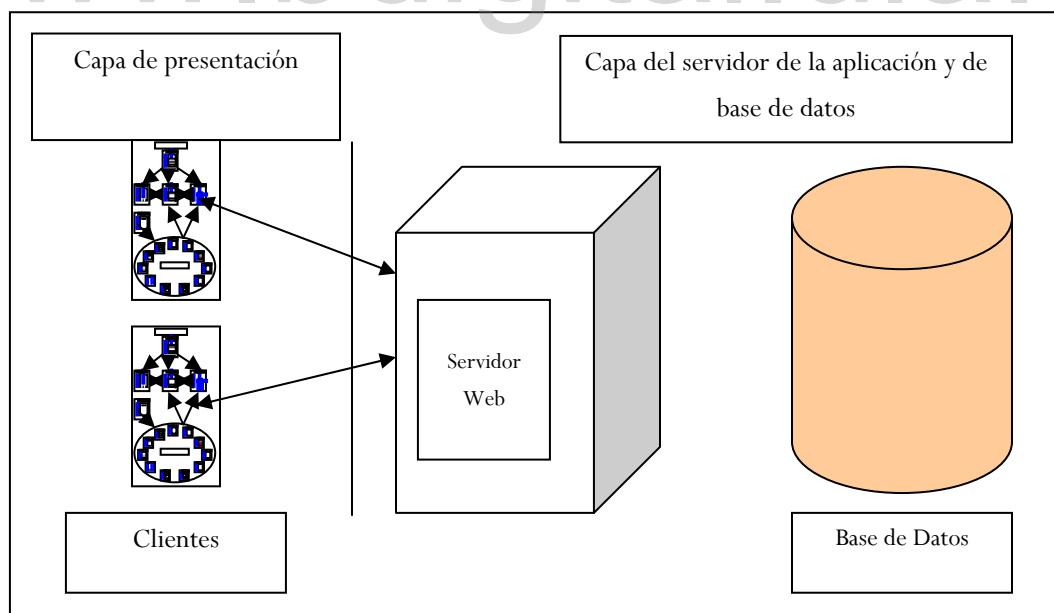 Capa de presentación
Capa del servidor de la aplicación y de
base de datos
Servidor
Web
Clientes
Base de Datos